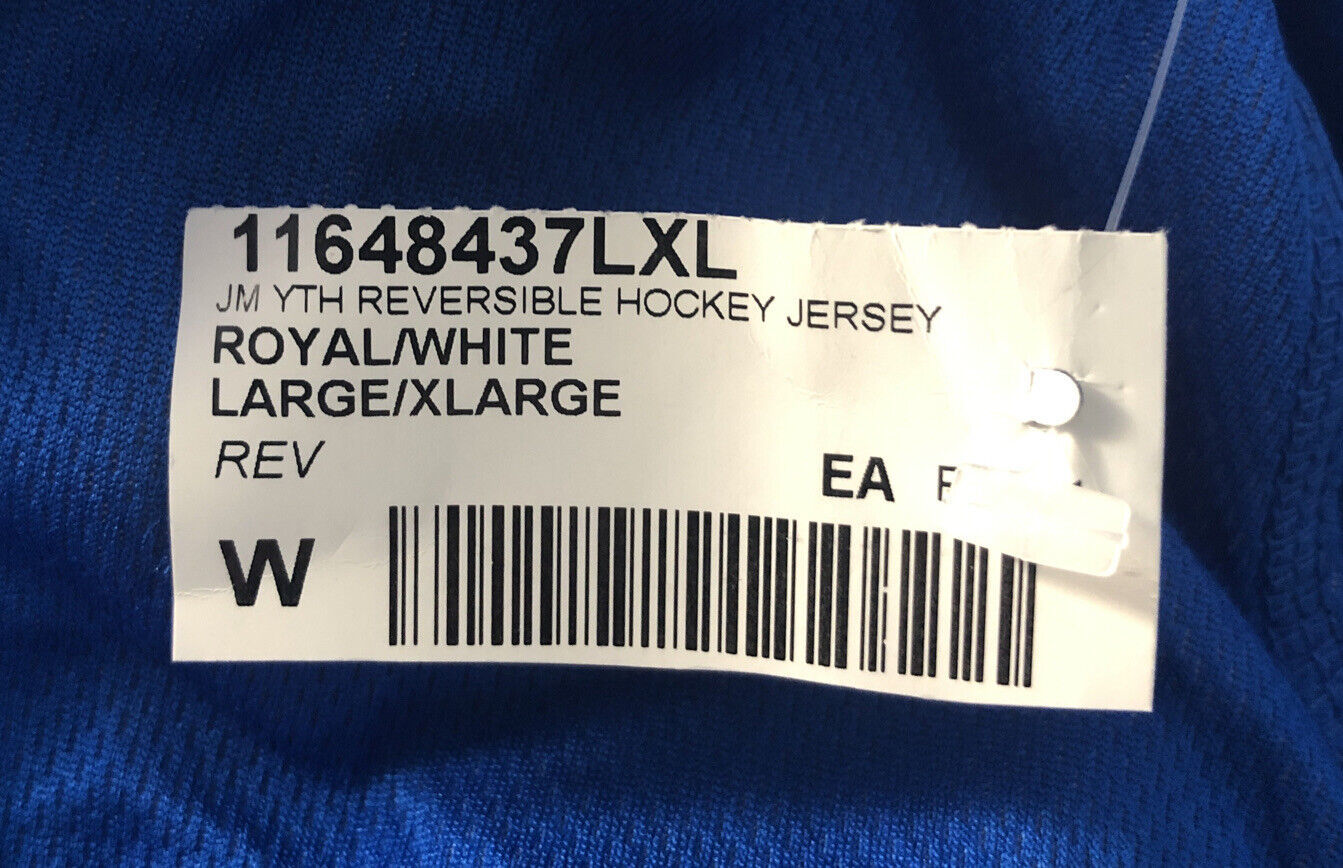 11648437LXL
JM YTH REVERSIBLE HOCKEY JERSEY
ROYAL/WHITE
LARGE/XLARGE
REV
EA
W